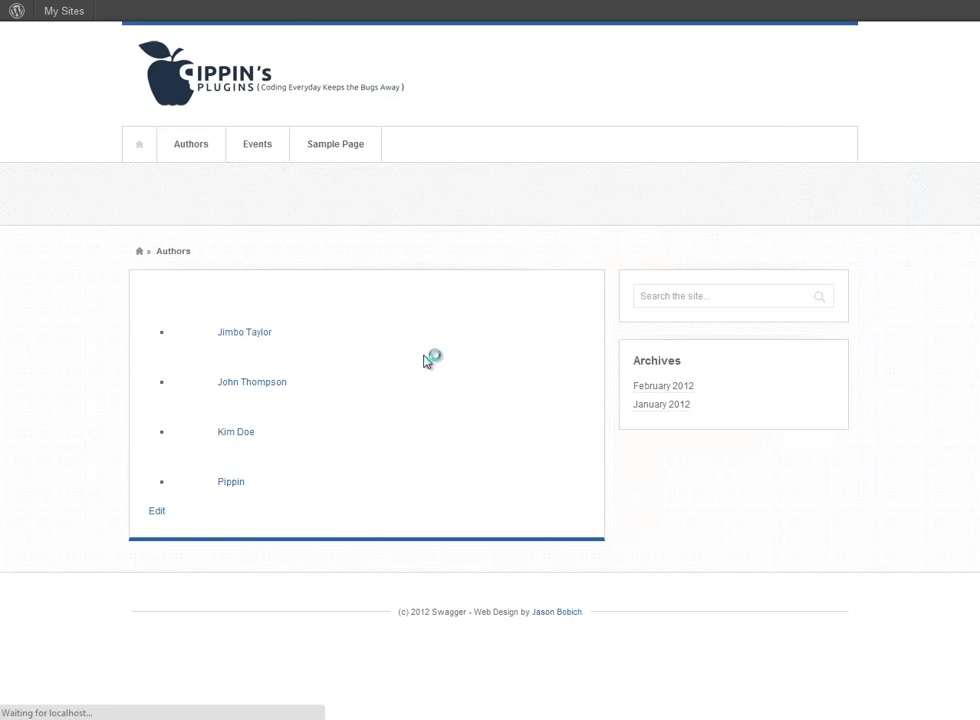 My Sites
PIPPIN'S
PLUGINS { Coding Everyday Keeps the Bugs Away }
Authors Events Sample Page
» Authors
Search the site...
Jimbo Taylor
Archives
John Thompson
February 2012
January 2012
Kim Doe
Pippin
Edit
(c) 2012 Swagger - Web Design by Jason Bobich
Waiting for localhost...